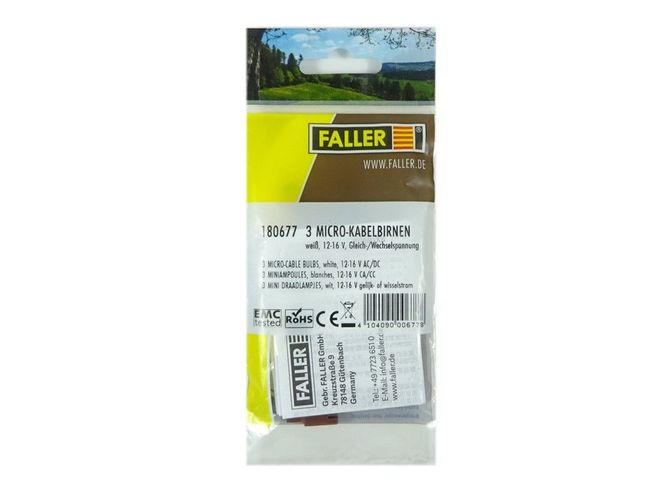 FALLER
WWW.FALLER.DE
180677 3 MICRO-KABELBIRNEN
weiß, 12-16 V, Gleich-/Wechselspannung
3 MICRO-CABLE BULBS, white, 12-16 V AC/DC
3 MINIAMPOULES, blanches, 12-16 V CA/CC
3 MINI DRAADLAMPJES, wit, 12-16 V gelijk- of wisselstrom
EMC
tested
RoHS
CE
4 104090 006778
FALLER
Gebr. FALLER GmbH
Kreuzstraße 9
78148 Gütenbach
Germany
Tel.: +49 7723 651 0
E-Mail: info@faller.
www.faller.de